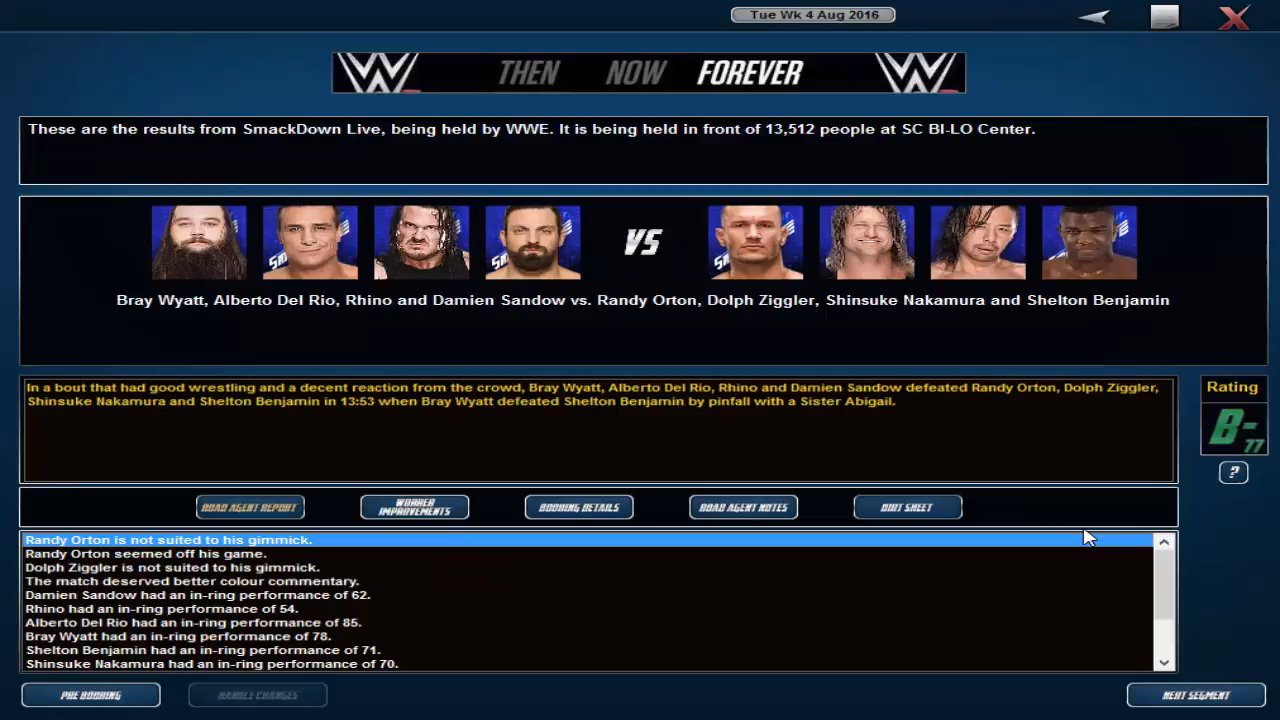 Tue Wk 4 Aug 2016
THEN NOW FOREVER
These are the results from SmackDown Live, being held by WWE. It is being held in front of 13,512 people at SC BI-LO Center.
VS
Bray Wyatt, Alberto Del Rio, Rhino and Damien Sandow vs. Randy Orton, Dolph Ziggler, Shinsuke Nakamura and Shelton Benjamin
In a bout that had good wrestling and a decent reaction from the crowd, Bray Wyatt, Alberto Del Rio, Rhino and Damien Sandow defeated Randy Orton, Dolph Ziggler,
Shinsuke Nakamura and Shelton Benjamin in 13:53 when Bray Wyatt defeated Shelton Benjamin by pinfall with a Sister Abigail.
Rating
B-
77
?
ROAD AGENT REPORT
WORKER IMPROVEMENTS
BOOKING DETAILS
ROAD AGENT NOTES
DIRT SHEET
Randy Orton is not suited to his gimmick.
Randy Orton seemed off his game.
Dolph Ziggler is not suited to his gimmick.
The match deserved better colour commentary.
Damien Sandow had an in-ring performance of 62.
Rhino had an in-ring performance of 54.
Alberto Del Rio had an in-ring performance of 85.
Bray Wyatt had an in-ring performance of 78.
Shelton Benjamin had an in-ring performance of 71.
Shinsuke Nakamura had an in-ring performance of 70.
PRE BOOKING
HANDLE CHANGES
NEXT SEGMENT